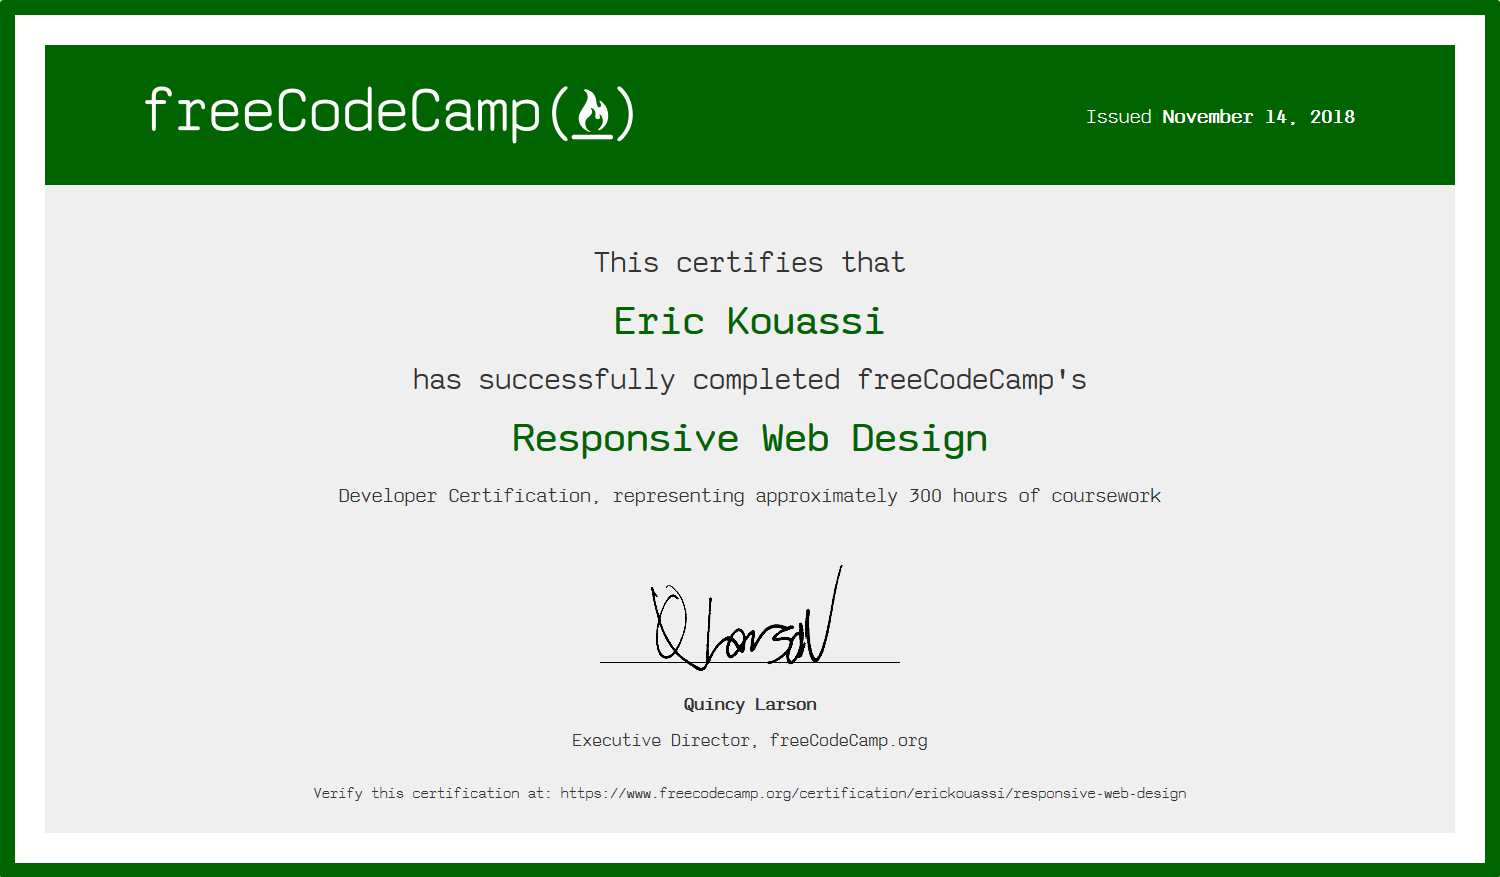 freeCodeCamp()
Issued November 14, 2018
This certifies that
Eric Kouassi
has successfully completed freeCodeCamp's
Responsive Web Design
Developer Certification, representing approximately 300 hours of coursework
Q Larson
Quincy Larson
Executive Director, freeCodeCamp.org
Verify this certification at: https://www.freecodecamp.org/certification/erickouassi/responsive-web-design